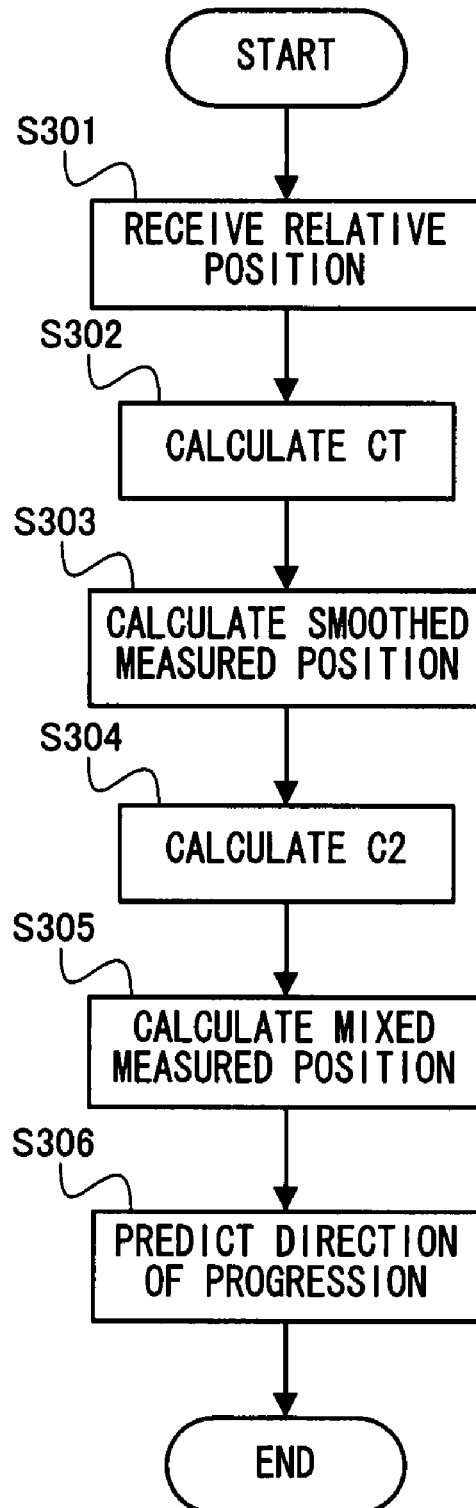 START
S301
RECEIVE RELATIVE
POSITION
S302
CALCULATE CT
S303
CALCULATE SMOOTHED
MEASURED POSITION
S304
CALCULATE C2
S305
CALCULATE MIXED
MEASURED POSITION
S306
PREDICT DIRECTION
OF PROGRESSION
END